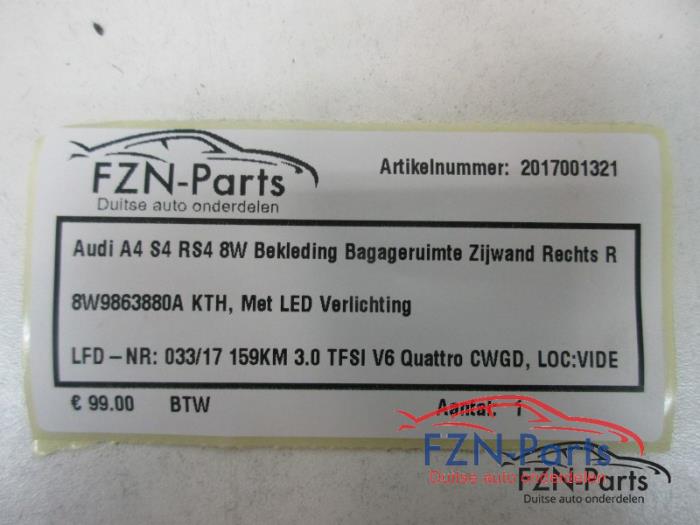 FZN-Parts
Duitse auto onderdelen
Artikelnummer: 2017001321
Audi A4 S4 RS4 8W Bekleding Bagageruimte Zijwand Rechts R
8W9863880A KTH, Met LED Verlichting
LFD-NR: 033/17 159KM 3.0 TFSI V6 Quattro CWGD, LOC:VIDE
€ 99.00 BTW Aantal: 1
FZN-Parts
Duitse auto onderdelen
FZN-Parts
Duitse auto onderdelen